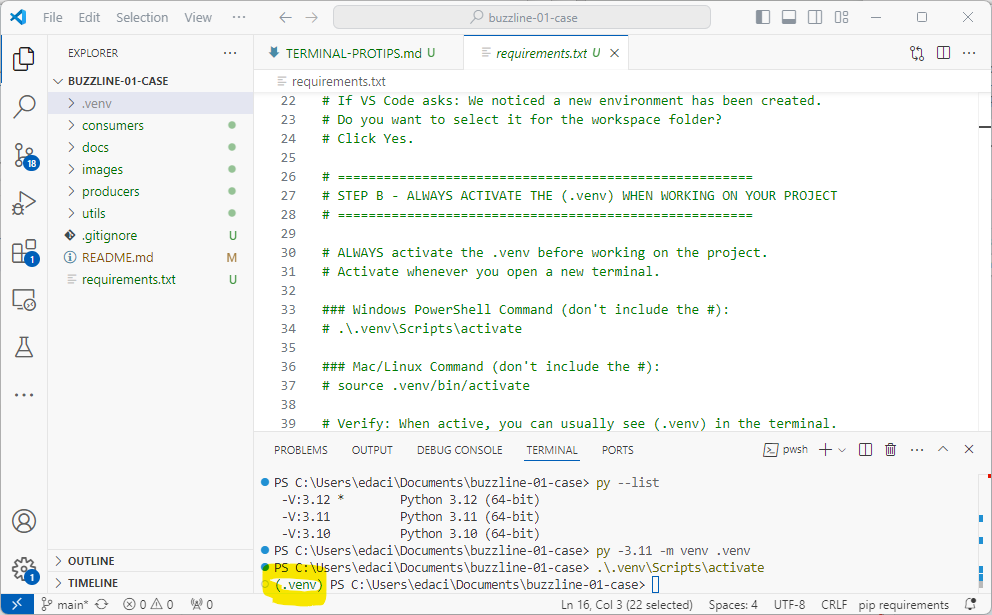 File Edit Selection View ··· buzzline-01-case
EXPLORER ···
BUZZLINE-01-CASE
.venv
consumers
docs
images
producers
utils
.gitignore U
README.md M
requirements.txt U
OUTLINE
TIMELINE
18
1
1
TERMINAL-PROTIPS.md U
requirements.txt U
requirements.txt
22 # If VS Code asks: We noticed a new environment has been created.
23 # Do you want to select it for the workspace folder?
24 # Click Yes.
25
26 # =====================================================
27 # STEP B - ALWAYS ACTIVATE THE (.venv) WHEN WORKING ON YOUR PROJECT
28 # =====================================================
29
30 # ALWAYS activate the .venv before working on the project.
31 # Activate whenever you open a new terminal.
32
33 ### Windows PowerShell Command (don't include the #):
34 # .\.venv\Scripts\activate
35
36 ### Mac/Linux Command (don't include the #):
37 # source .venv/bin/activate
38
39 # Verify: When active, you can usually see (.venv) in the terminal.
PROBLEMS OUTPUT DEBUG CONSOLE TERMINAL PORTS pwsh
PS C:\Users\edaci\Documents\buzzline-01-case> py --list
-V:3.12 * Python 3.12 (64-bit)
-V:3.11 Python 3.11 (64-bit)
-V:3.10 Python 3.10 (64-bit)
PS C:\Users\edaci\Documents\buzzline-01-case> py -3.11 -m venv .venv
PS C:\Users\edaci\Documents\buzzline-01-case> .\.venv\Scripts\activate
(.venv) PS C:\Users\edaci\Documents\buzzline-01-case>
main* 0 0 0 Ln 16, Col 3 (22 selected) Spaces: 4 UTF-8 CRLF pip requirements